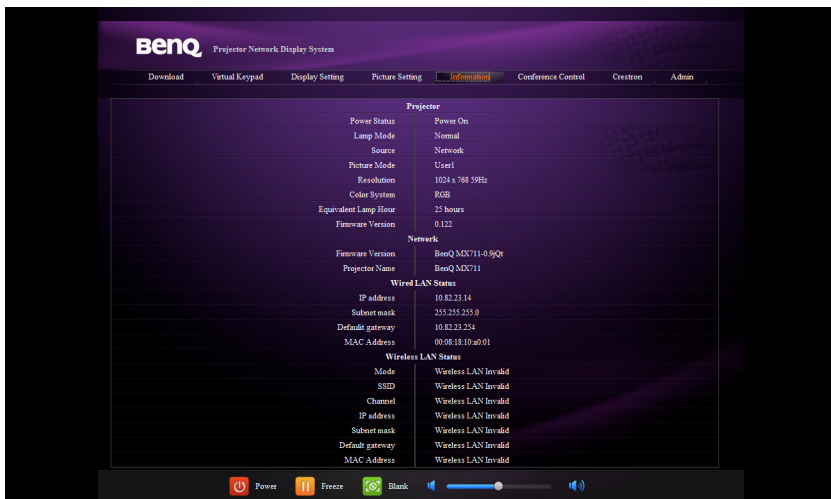 BenQ Projector Network Display System
Download Virtual Keypad Display Setting Picture Setting Information Conference Control Crestron Admin
Projector
Power Status Power On
Lamp Mode Normal
Source Network
Picture Mode User1
Resolution 1024 x 768 59Hz
Color System RGB
Equivalent Lamp Hour 25 hours
Firmware Version 0.122
Network
Firmware Version BenQ MX711-0.9jQt
Projector Name BenQ MX711
Wired LAN Status
IP address 10.82.23.14
Subnet mask 255.255.255.0
Defaulit gateway 10.82.23.254
MAC Address 00:08:18:10:a0:01
Wireless LAN Status
Mode Wireless LAN Invalid
SSID Wireless LAN Invalid
Channel Wireless LAN Invalid
IP address Wireless LAN Invalid
Subnet mask Wireless LAN Invalid
Default gateway Wireless LAN Invalid
MAC Address Wireless LAN Invalid
Power Freeze Blank